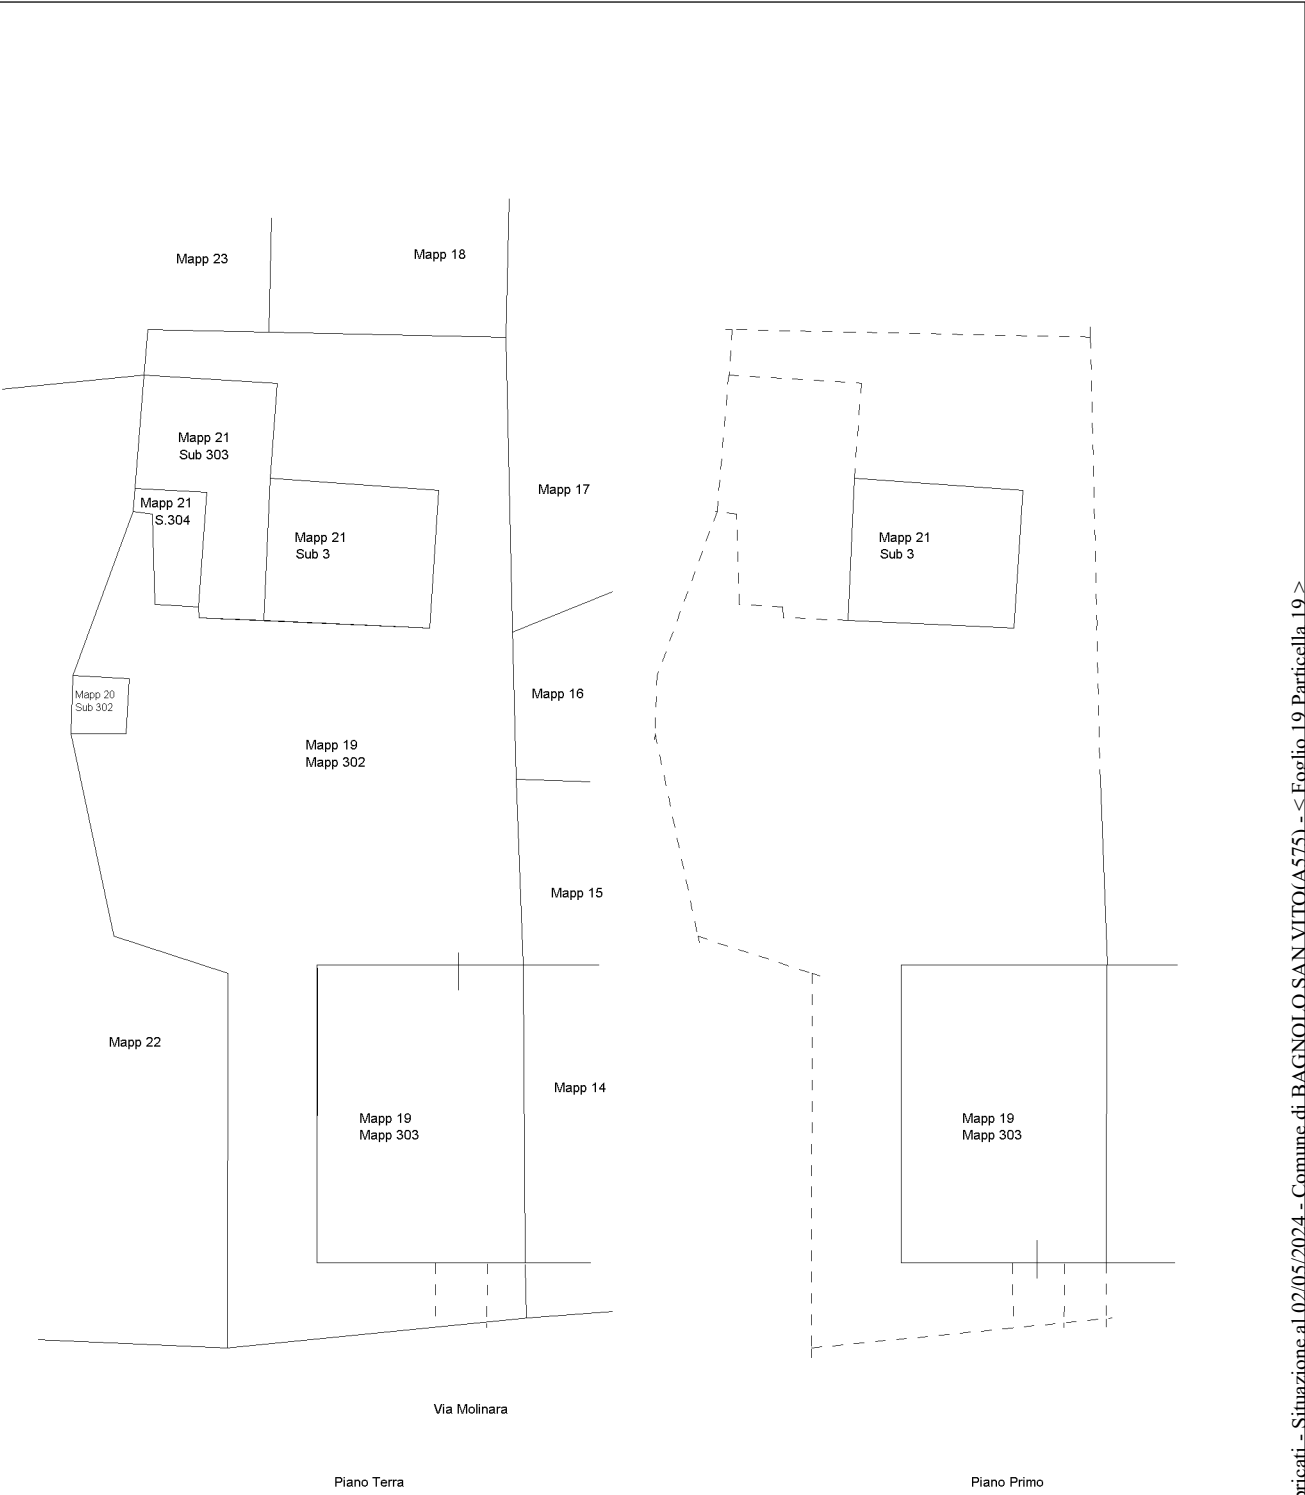 Mapp 23
Mapp 18
Mapp 21
Sub 303
Mapp 21
S.304
Mapp 17
Mapp 21
Sub 3
Mapp 21
Sub 3
Mapp 20
Sub 302
Mapp 16
Mapp 19
Mapp 302
Mapp 15
Mapp 22
Mapp 14
Mapp 19
Mapp 303
Mapp 19
Mapp 303
Via Molinara
Piano Terra
Piano Primo
bricati - Situazione al 02/05/2024 - Comune di BAGNOLO SAN VITO(A575) - < Foglio 19 Particella 19 >